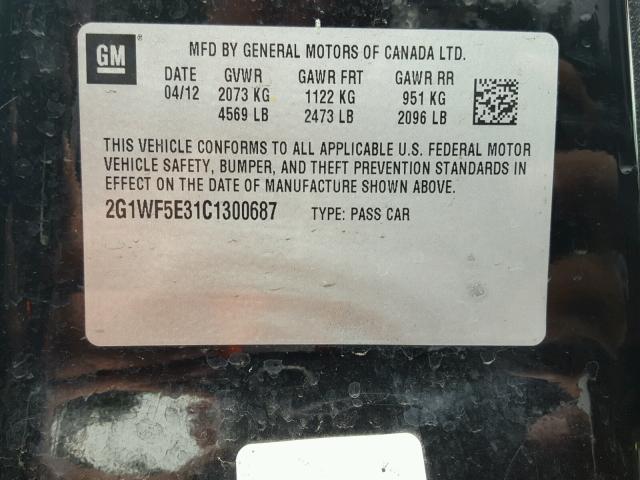 GM ®
MFD BY GENERAL MOTORS OF CANADA LTD.
DATE GVWR GAWR FRT GAWR RR
04/12 2073 KG 1122 KG 951 KG
4569 LB 2473 LB 2096 LB
THIS VEHICLE CONFORMS TO ALL APPLICABLE U.S. FEDERAL MOTOR
VEHICLE SAFETY, BUMPER, AND THEFT PREVENTION STANDARDS IN
EFFECT ON THE DATE OF MANUFACTURE SHOWN ABOVE.
2G1WF5E31C1300687 TYPE: PASS CAR